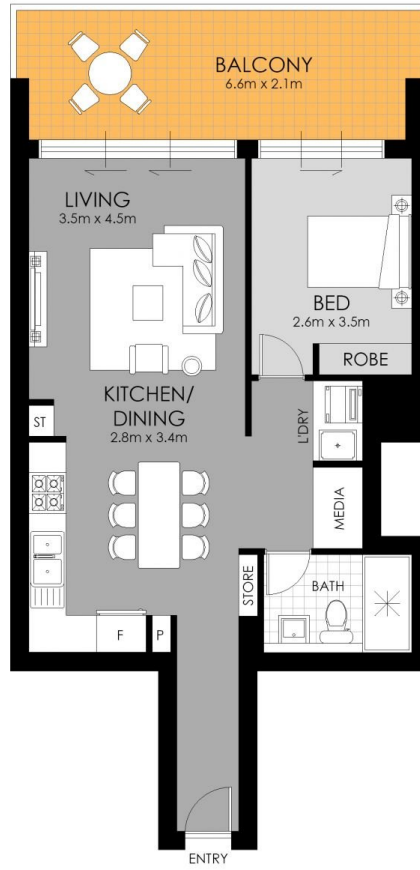 BALCONY
6.6m x 2.1m
LIVING
3.5m x 4.5m
BED
2.6m x 3.5m
ROBE
KITCHEN/
DINING
2.8m x 3.4m
ST
L'DRY
MEDIA
STORE
BATH
F
P
ENTRY